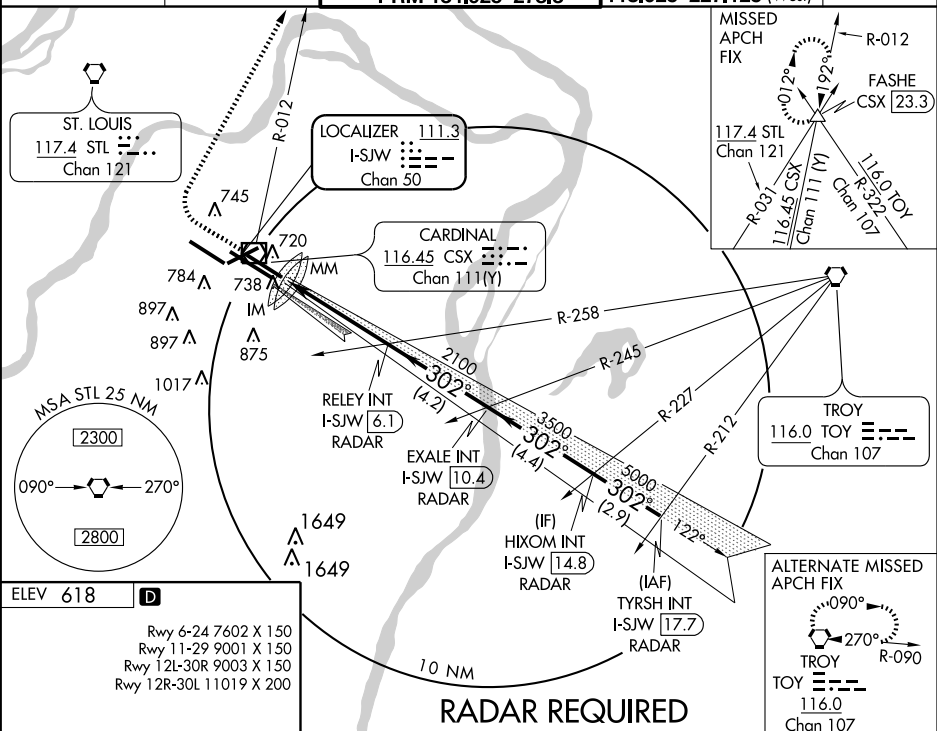 MISSED
APCH
FIX
R-012
012°
192°
FASHE
CSX 23.3
117.4 STL
Chan 121
R-031
116.45 CSX
Chan 111 (Y)
116.0 TOY
R-322
Chan 107
ST. LOUIS
117.4 STL
Chan 121
R-012
LOCALIZER 111.3
I-SJW
Chan 50
745
720
CARDINAL
116.45 CSX
Chan 111(Y)
MM
784
738
IM
897
897
875
1017
R-258
R-245
R-227
R-212
2100
302°
(4.2)
3500
302°
(4.4)
5000
302°
(2.9)
122°
RELEY INT
I-SJW 6.1
RADAR
EXALE INT
I-SJW 10.4
RADAR
(IF)
HIXOM INT
I-SJW 14.8
RADAR
(IAF)
TYRSH INT
I-SJW 17.7
RADAR
TROY
116.0 TOY
Chan 107
MSA STL 25 NM
2300
090°
270°
2800
1649
1649
ELEV 618 D
Rwy 6-24 7602 X 150
Rwy 11-29 9001 X 150
Rwy 12L-30R 9003 X 150
Rwy 12R-30L 11019 X 200
10 NM
RADAR REQUIRED
ALTERNATE MISSED
APCH FIX
090°
270°
R-090
TROY
TOY
116.0
Chan 107